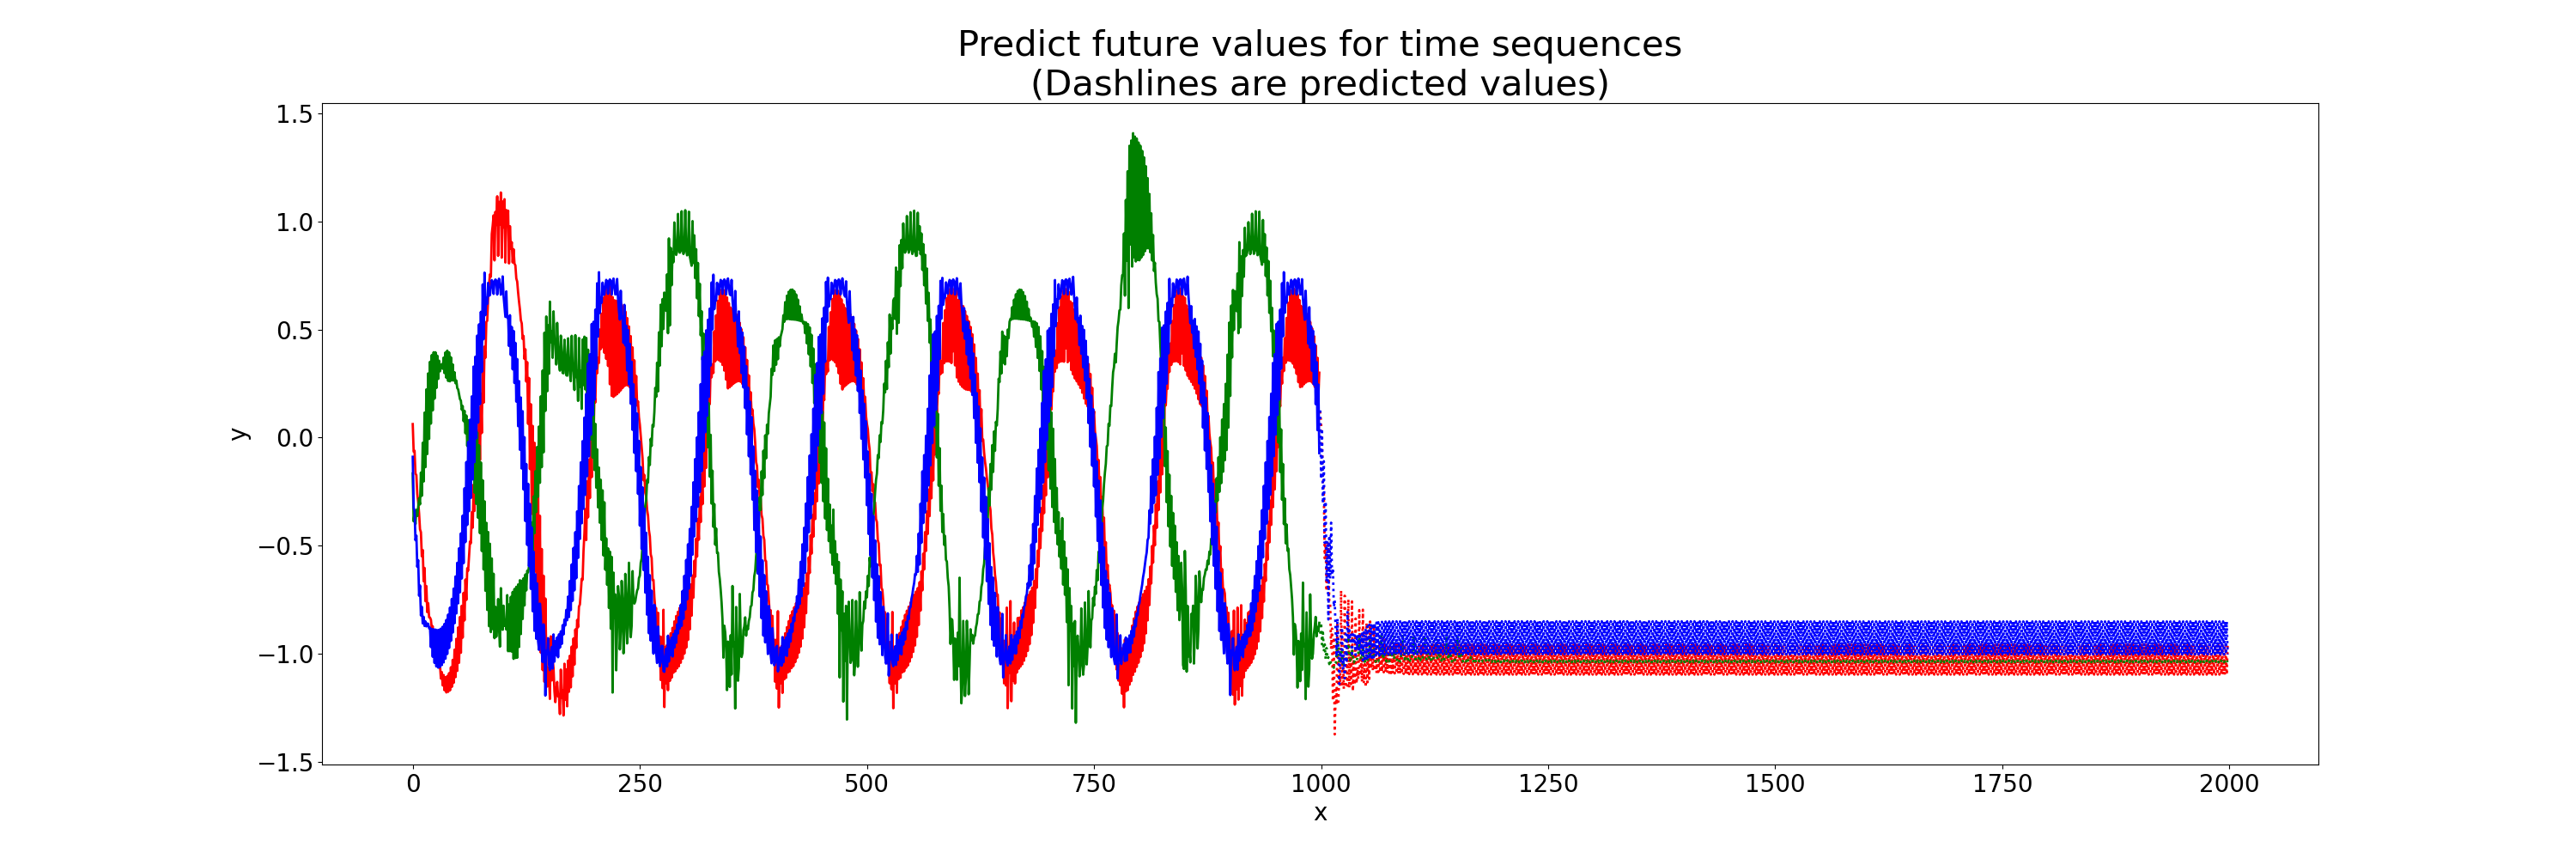 Predict future values for time sequences
(Dashlines are predicted values)
1.5
1.0
0.5
0.0
−0.5
−1.0
−1.5
y
0 250 500 750 1000 1250 1500 1750 2000
x